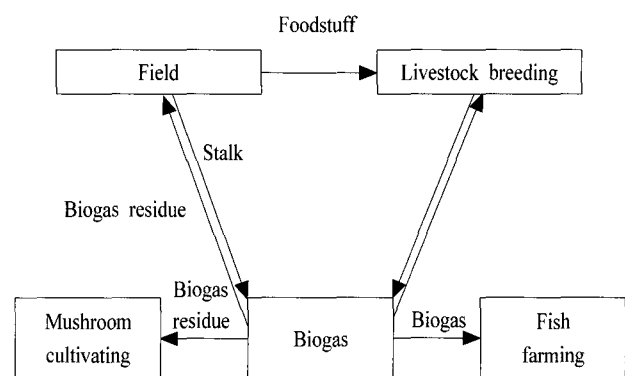 Foodstuff
Field
Livestock breeding
Stalk
Biogas residue
Biogas
residue
Mushroom
cultivating
Biogas
Biogas
Fish
farming